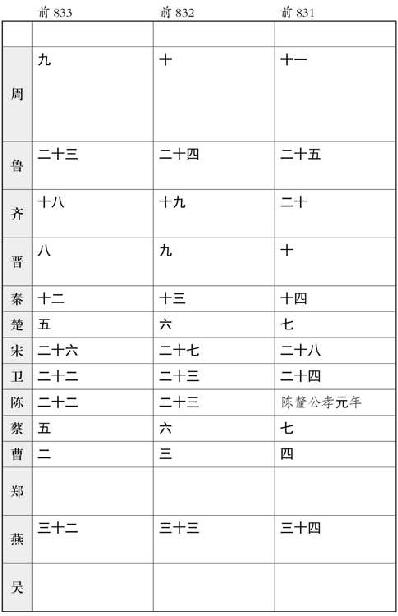 前833 前832 前831
周 九 十 十一
鲁 二十三 二十四 二十五
齐 十八 十九 二十
晋 八 九 十
秦 十二 十三 十四
楚 五 六 七
宋 二十六 二十七 二十八
卫 二十二 二十三 二十四
陈 二十二 二十三 陈釐公孝元年
蔡 五 六 七
曹 二 三 四
郑
燕 三十二 三十三 三十四
吴